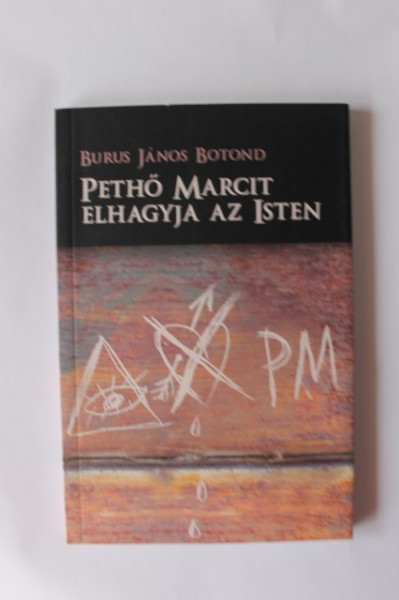 Burus János Botond
Pethő Marcit
elhagyja az Isten
PM